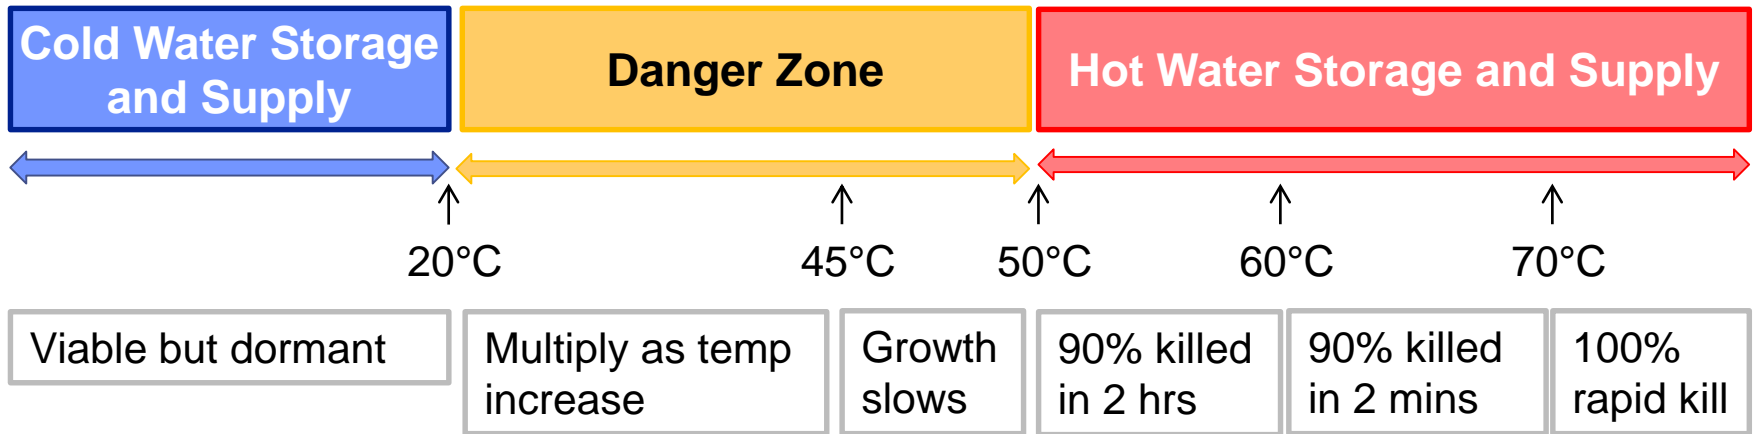 Cold Water Storage
and Supply
Danger Zone
Hot Water Storage and Supply
20°C
45°C
50°C
60°C
70°C
Viable but dormant
Multiply as temp
increase
Growth
slows
90% killed
in 2 hrs
90% killed
in 2 mins
100%
rapid kill